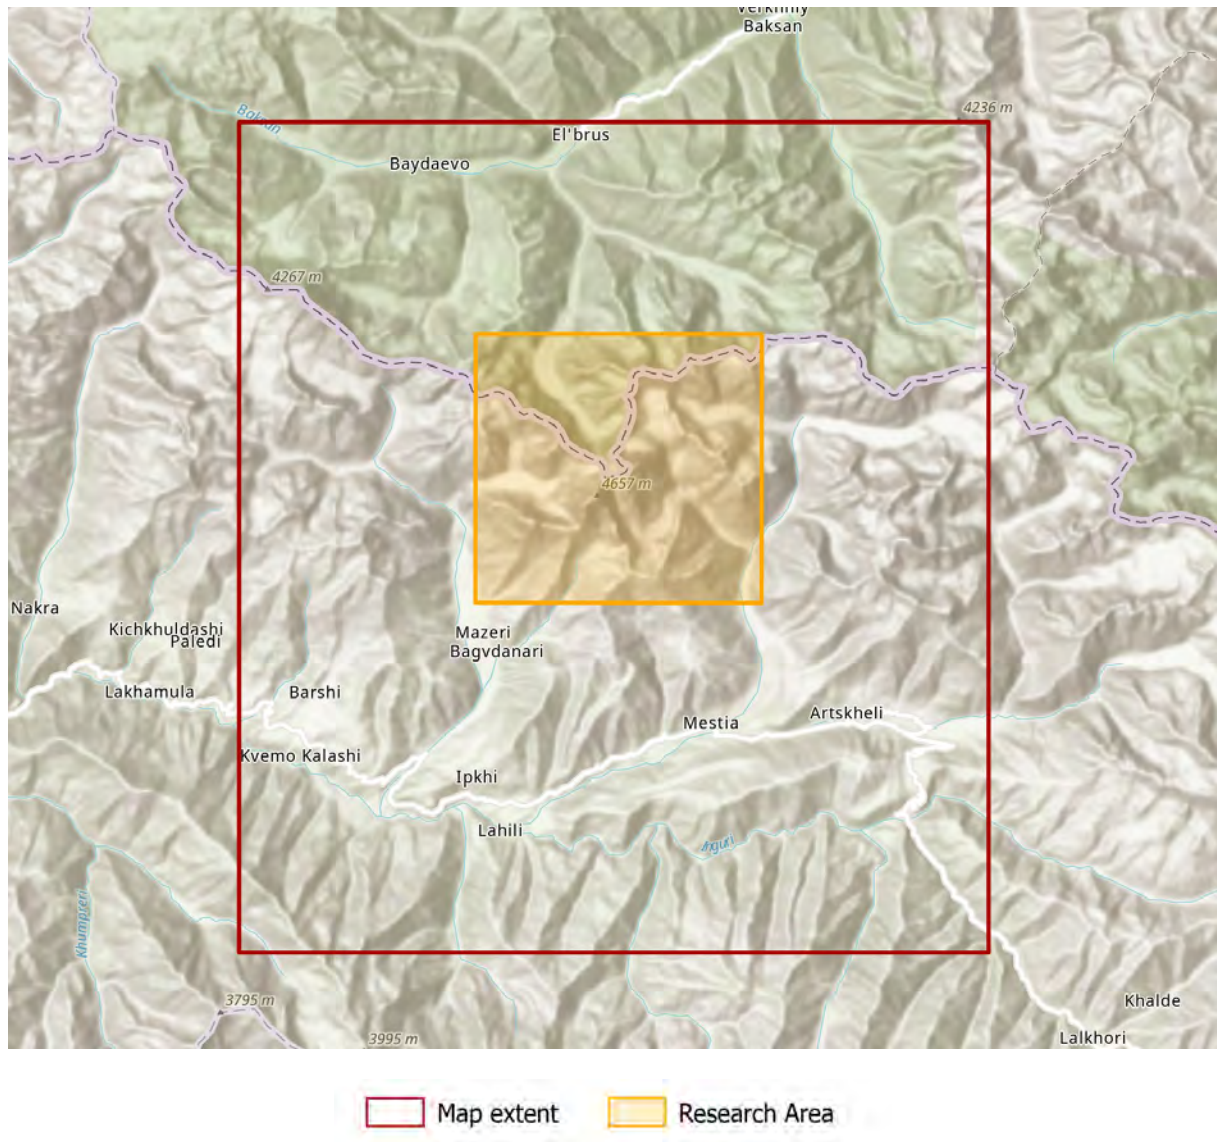 Verkhniy
Baksan
4236 m
Baksan
El'brus
Baydaevo
4267 m
4657 m
Nakra
Kichkhuldashi
Paledi
Mazeri
Bagvdanari
Lakhamula
Barshi
Artskheli
Mestia
Kvemo Kalashi
Ipkhi
Lahili
Khumpreri
3795 m
Khalde
3995 m
Lalkhori
Map extent
Research Area